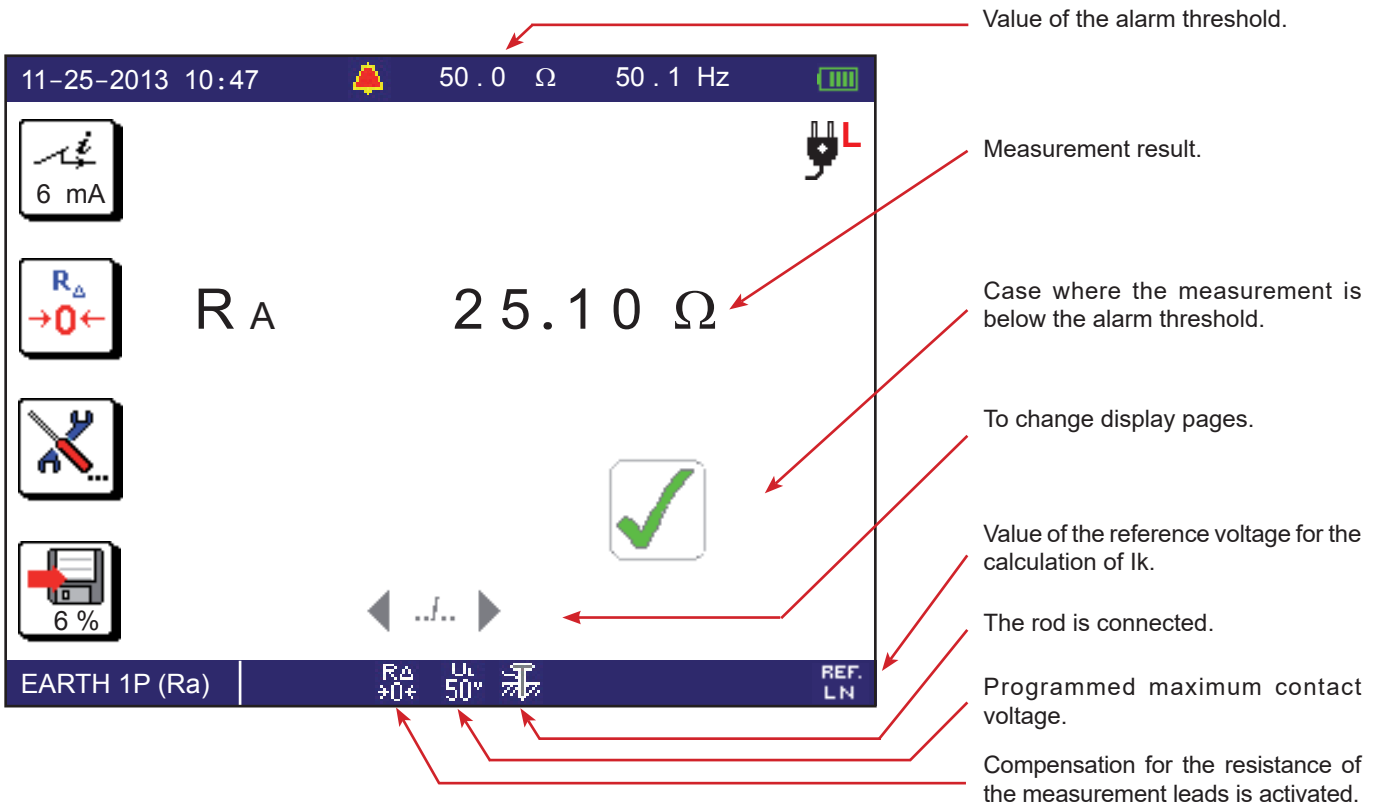 Value of the alarm threshold.
11-25-2013 10:47 50.0 Ω 50.1 Hz
L
i
6 mA
Measurement result.
RΔ
→0←
RA 25.10 Ω
Case where the measurement is
below the alarm threshold.
To change display pages.
...
6 %
../..
Value of the reference voltage for the
calculation of Ik.
The rod is connected.
EARTH 1P (Ra)
RΔ
→0←
UL
50V
REF.
LN
Programmed maximum contact
voltage.
Compensation for the resistance of
the measurement leads is activated.